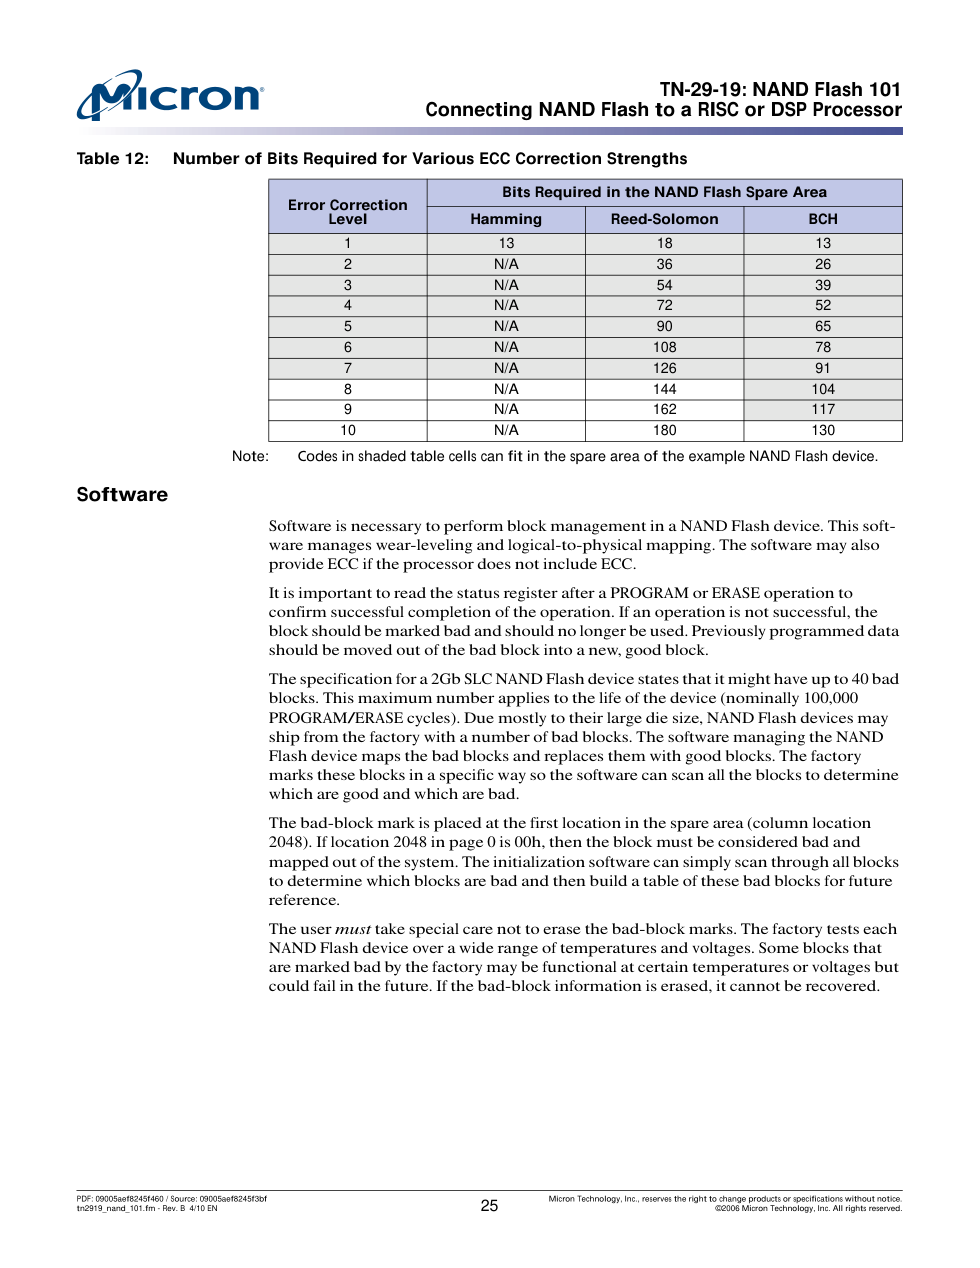 Micron®
TN-29-19: NAND Flash 101
Connecting NAND Flash to a RISC or DSP Processor
Table 12: Number of Bits Required for Various ECC Correction Strengths
Error Correction Level
Bits Required in the NAND Flash Spare Area
Hamming Reed-Solomon BCH
1 13 18 13
2 N/A 36 26
3 N/A 54 39
4 N/A 72 52
5 N/A 90 65
6 N/A 108 78
7 N/A 126 91
8 N/A 144 104
9 N/A 162 117
10 N/A 180 130
Note: Codes in shaded table cells can fit in the spare area of the example NAND Flash device.
Software
Software is necessary to perform block management in a NAND Flash device. This soft-
ware manages wear-leveling and logical-to-physical mapping. The software may also
provide ECC if the processor does not include ECC.
It is important to read the status register after a PROGRAM or ERASE operation to
confirm successful completion of the operation. If an operation is not successful, the
block should be marked bad and should no longer be used. Previously programmed data
should be moved out of the bad block into a new, good block.
The specification for a 2Gb SLC NAND Flash device states that it might have up to 40 bad
blocks. This maximum number applies to the life of the device (nominally 100,000
PROGRAM/ERASE cycles). Due mostly to their large die size, NAND Flash devices may
ship from the factory with a number of bad blocks. The software managing the NAND
Flash device maps the bad blocks and replaces them with good blocks. The factory
marks these blocks in a specific way so the software can scan all the blocks to determine
which are good and which are bad.
The bad-block mark is placed at the first location in the spare area (column location
2048). If location 2048 in page 0 is 00h, then the block must be considered bad and
mapped out of the system. The initialization software can simply scan through all blocks
to determine which blocks are bad and then build a table of these bad blocks for future
reference.
The user must take special care not to erase the bad-block marks. The factory tests each
NAND Flash device over a wide range of temperatures and voltages. Some blocks that
are marked bad by the factory may be functional at certain temperatures or voltages but
could fail in the future. If the bad-block information is erased, it cannot be recovered.
PDF: 09005aef8245f460 / Source: 09005aef8245f3bf
tn2919_nand_101.fm - Rev. B 4/10 EN
25
Micron Technology, Inc., reserves the right to change products or specifications without notice.
©2006 Micron Technology, Inc. All rights reserved.